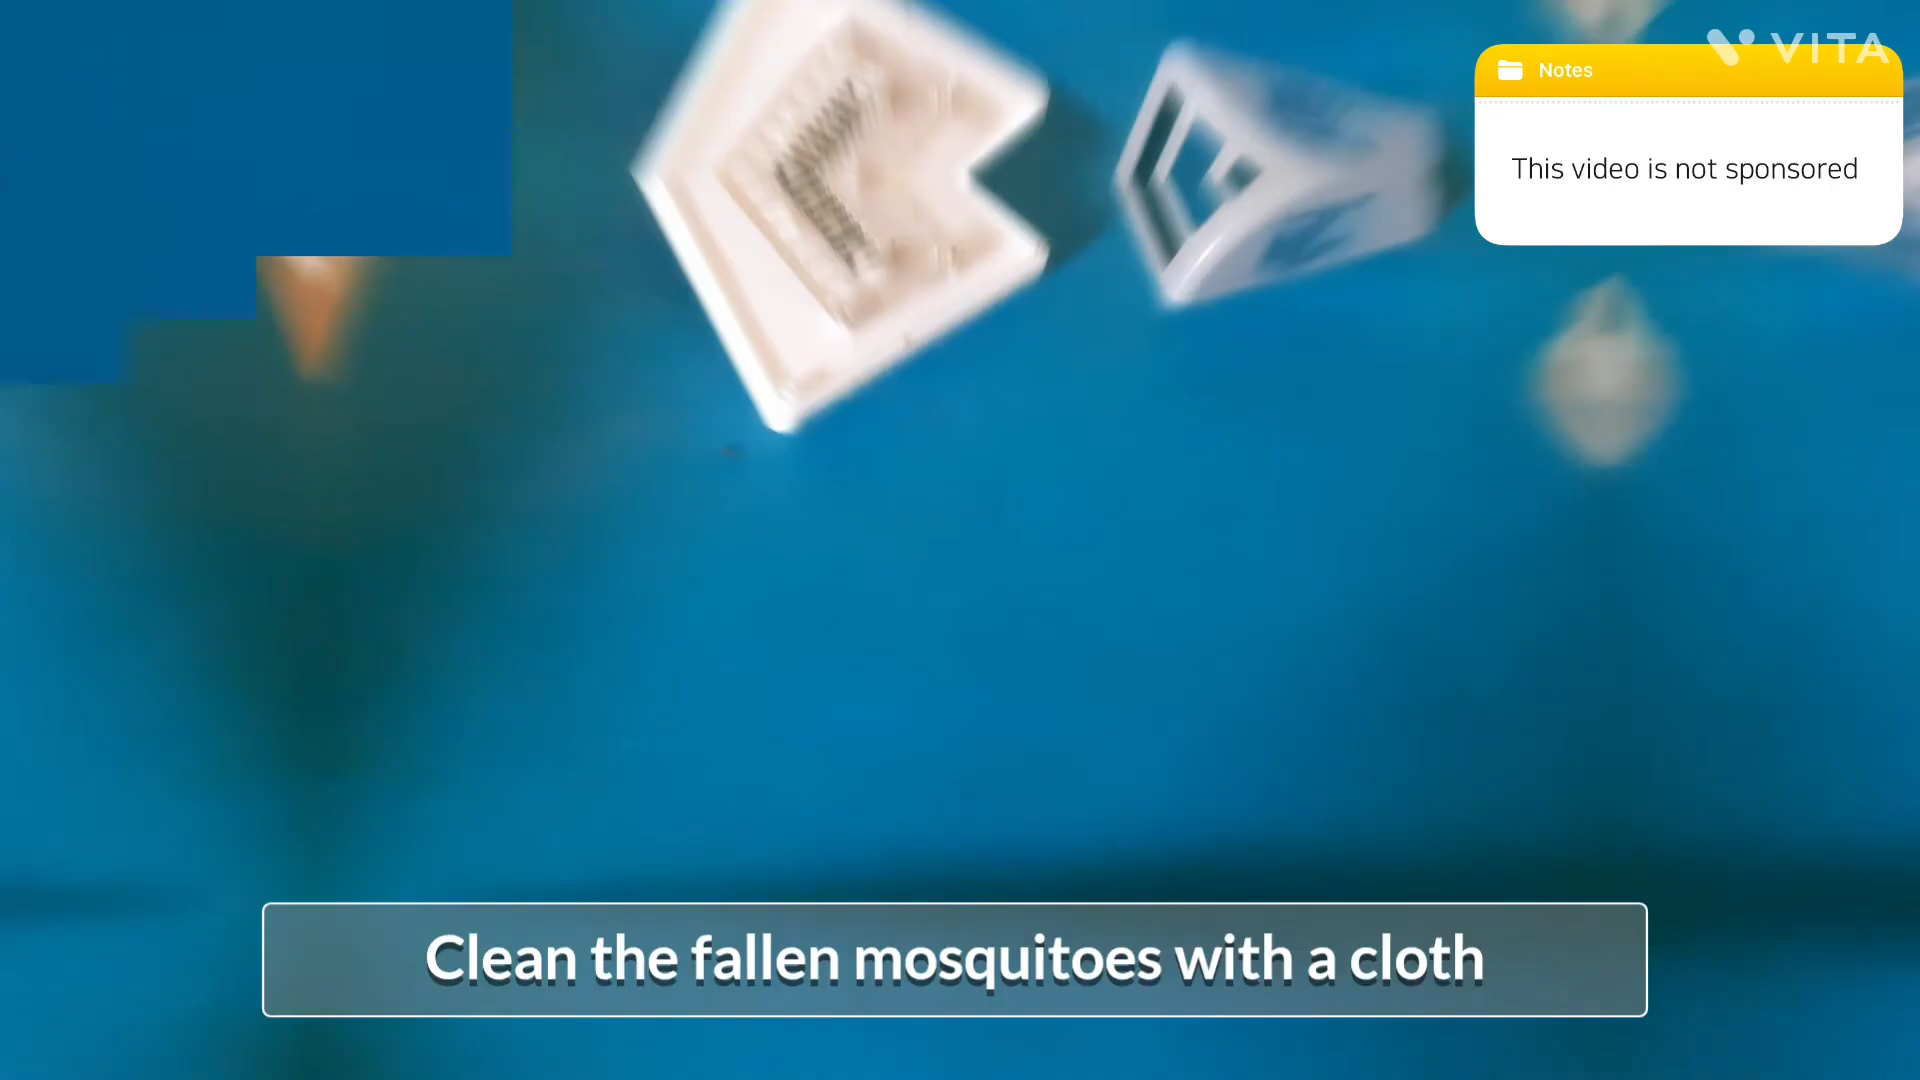 VITA
Notes
This video is not sponsored
Clean the fallen mosquitoes with a cloth